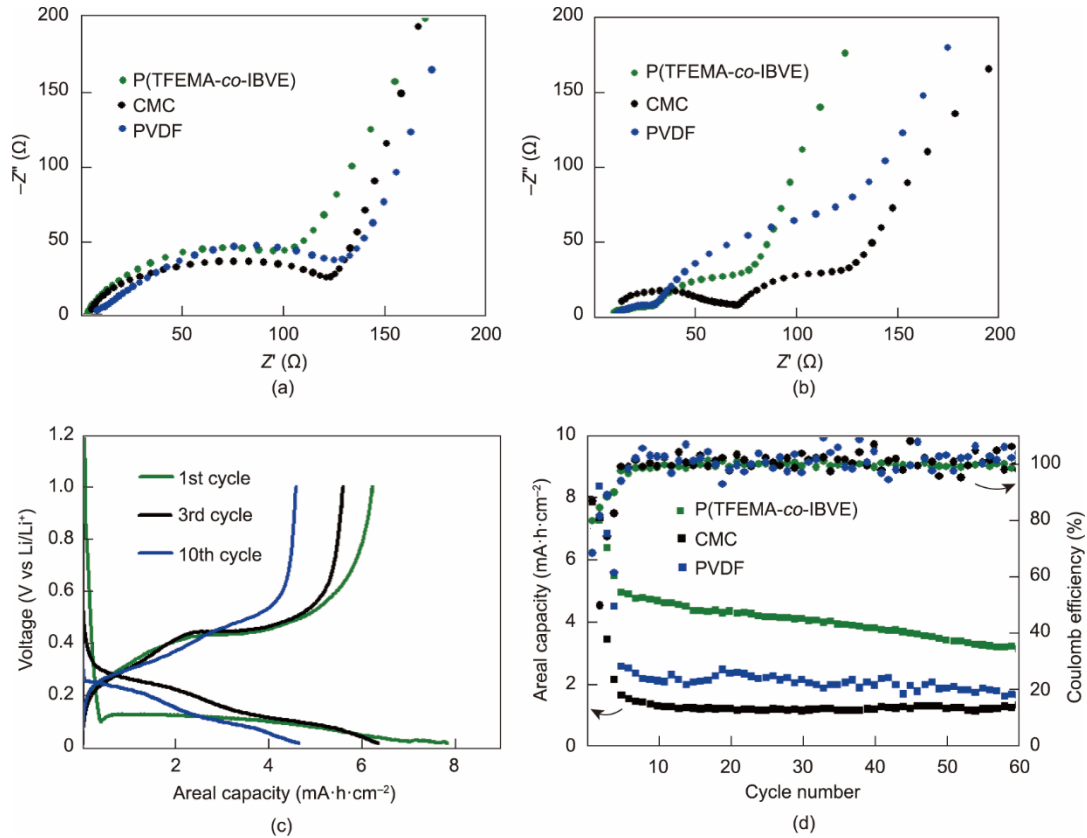 200
150
100
50
0
−Z″ (Ω)
P(TFEMA-co-IBVE)
CMC
PVDF
50
100
150
200
Z′ (Ω)
(a)
200
150
100
50
0
−Z″ (Ω)
P(TFEMA-co-IBVE)
CMC
PVDF
50
100
150
200
Z′ (Ω)
(b)
1.2
1.0
0.8
0.6
0.4
0.2
0
Voltage (V vs Li/Li⁺)
1st cycle
3rd cycle
10th cycle
2
4
6
8
Areal capacity (mA·h·cm⁻²)
(c)
10
8
6
4
2
0
Areal capacity (mA·h·cm⁻²)
P(TFEMA-co-IBVE)
CMC
PVDF
100
80
60
40
20
0
Coulomb efficiency (%)
10
20
30
40
50
60
Cycle number
(d)